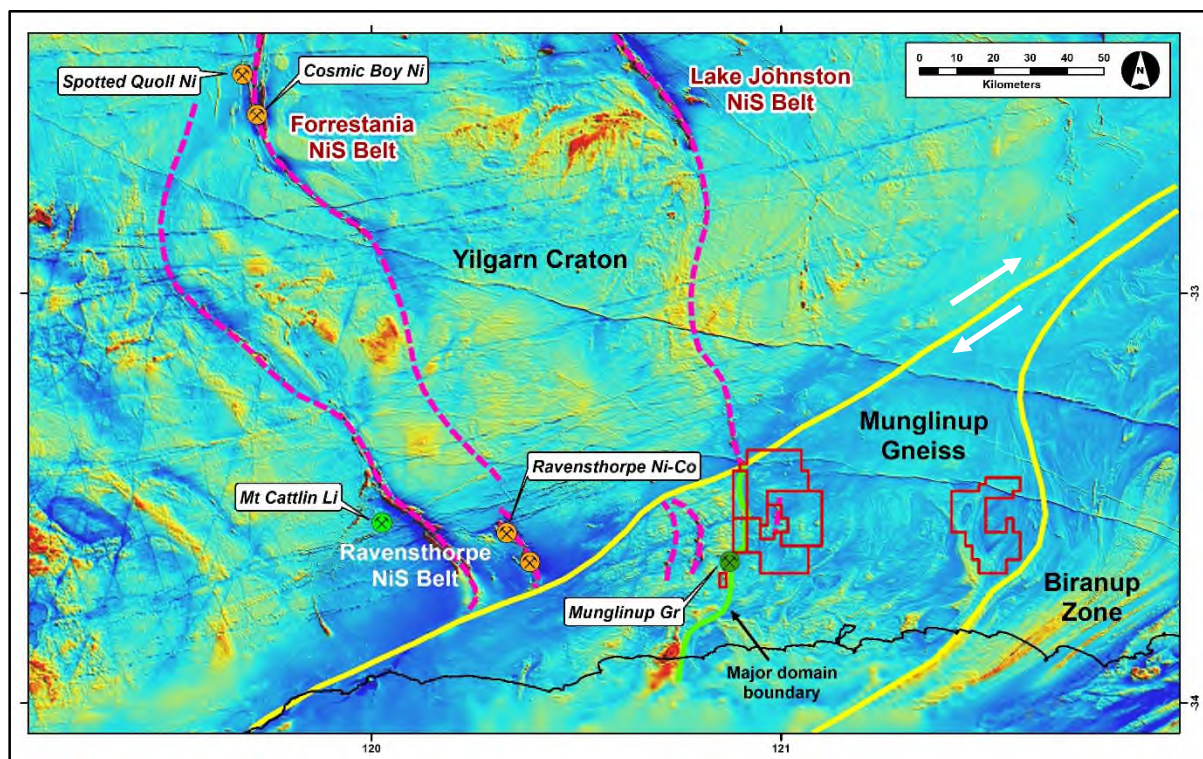 Spotted Quoll Ni
Cosmic Boy Ni
Forrestania
NiS Belt
Lake Johnston
NiS Belt
0 10 20 30 40 50
Kilometers
N
Yilgarn Craton
-33
Munglinup
Gneiss
Ravensthorpe Ni-Co
Mt Cattlin Li
Ravensthorpe
NiS Belt
Munglinup Gr
Biranup
Zone
Major domain
boundary
-34
120
121